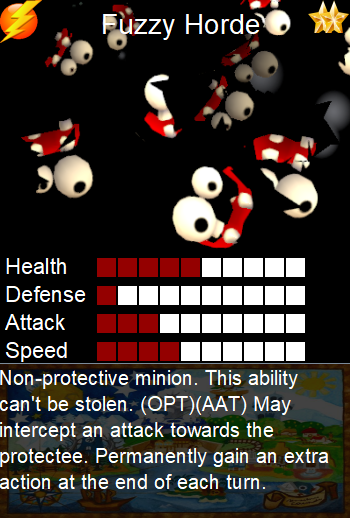 Fuzzy Horde
Health
Defense
Attack
Speed
Non-protective minion. This ability
can't be stolen. (OPT)(AAT) May
intercept an attack towards the
protectee. Permanently gain an extra
action at the end of each turn.